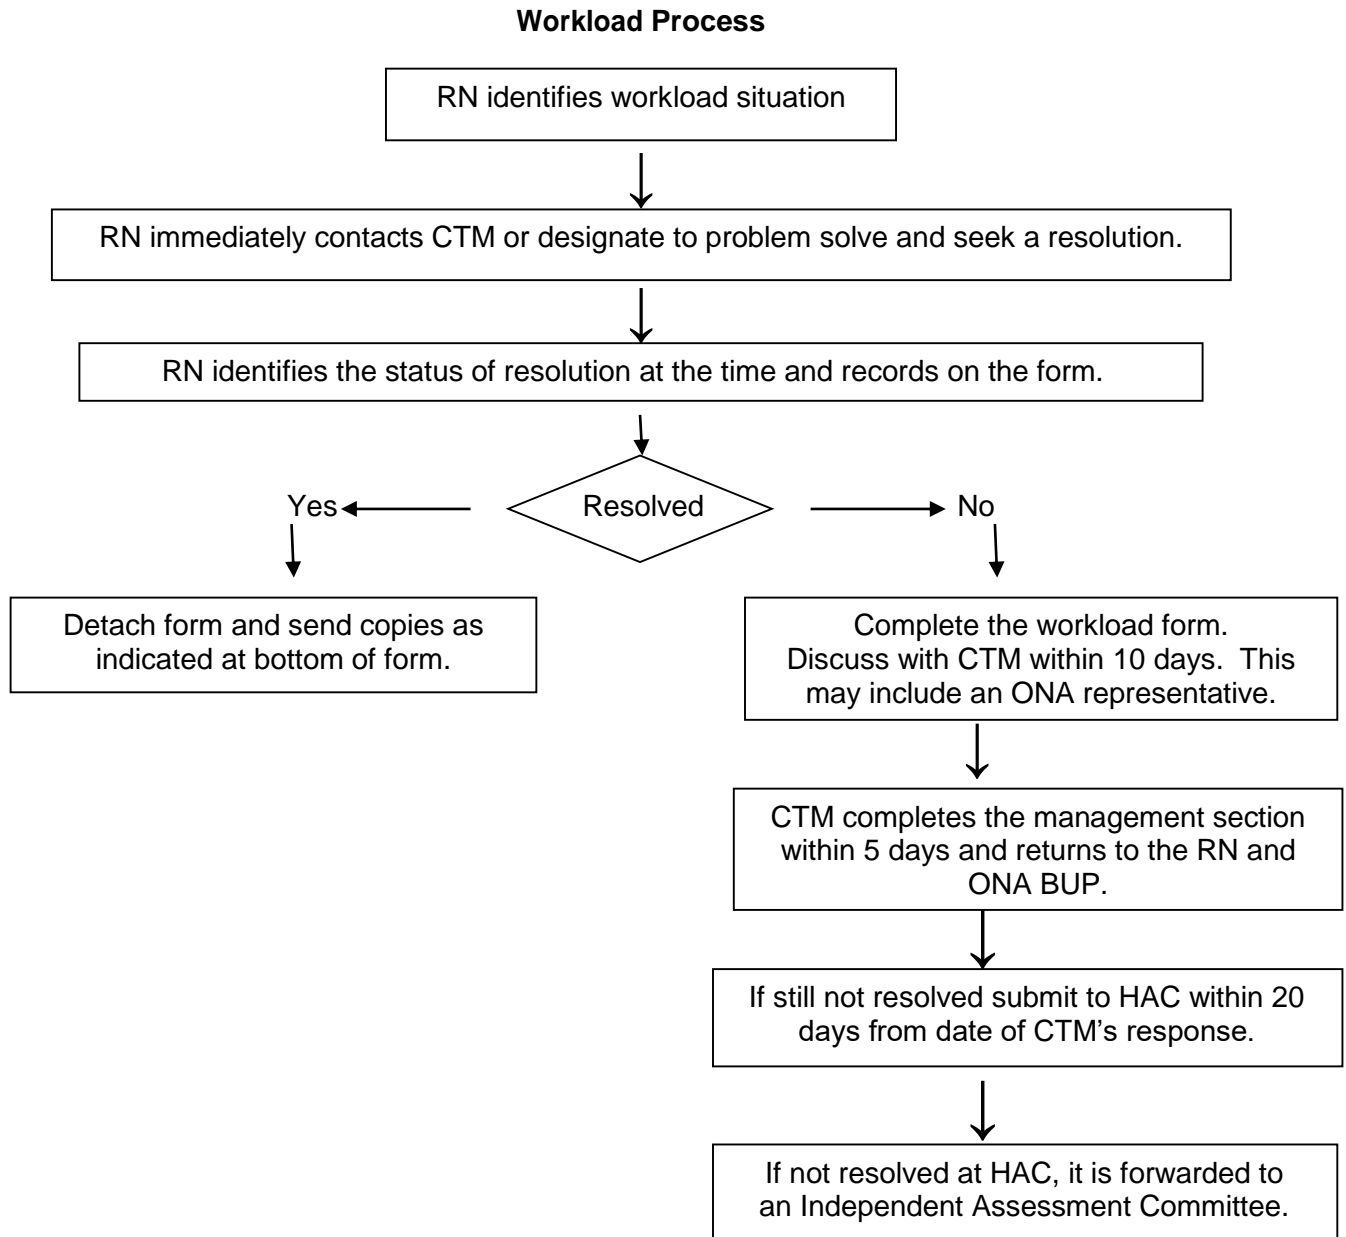 Workload Process
RN identifies workload situation
RN immediately contacts CTM or designate to problem solve and seek a resolution.
RN identifies the status of resolution at the time and records on the form.
Resolved
Yes
No
Detach form and send copies as
indicated at bottom of form.
Complete the workload form.
Discuss with CTM within 10 days.  This
may include an ONA representative.
CTM completes the management section
within 5 days and returns to the RN and
ONA BUP.
If still not resolved submit to HAC within 20
days from date of CTM’s response.
If not resolved at HAC, it is forwarded to
an Independent Assessment Committee.